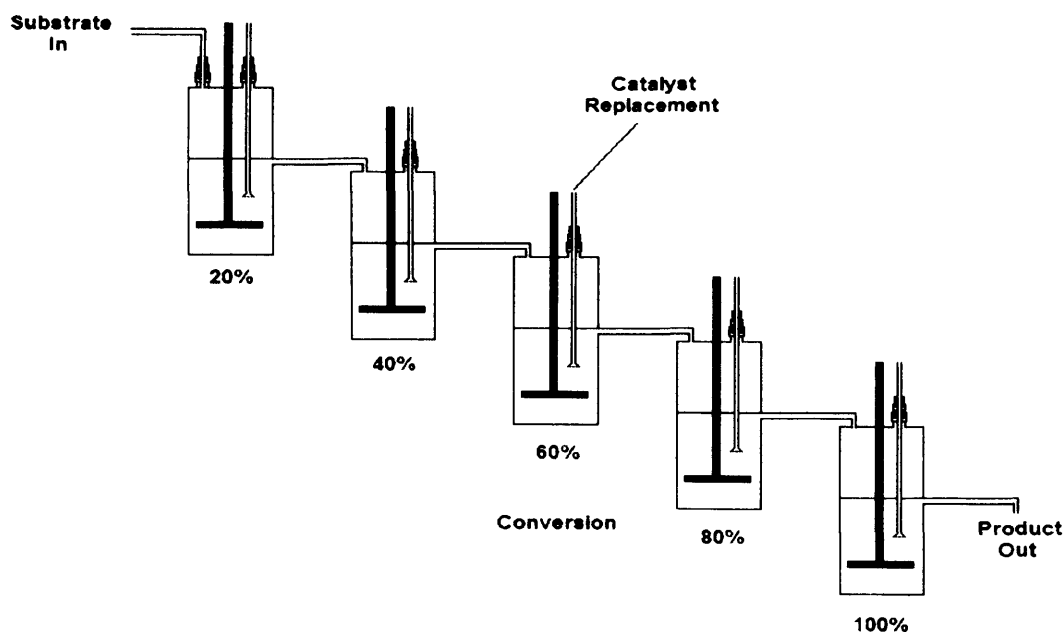 Substrate
In
Catalyst
Replacement
20%
40%
60%
Conversion
80%
Product
Out
100%